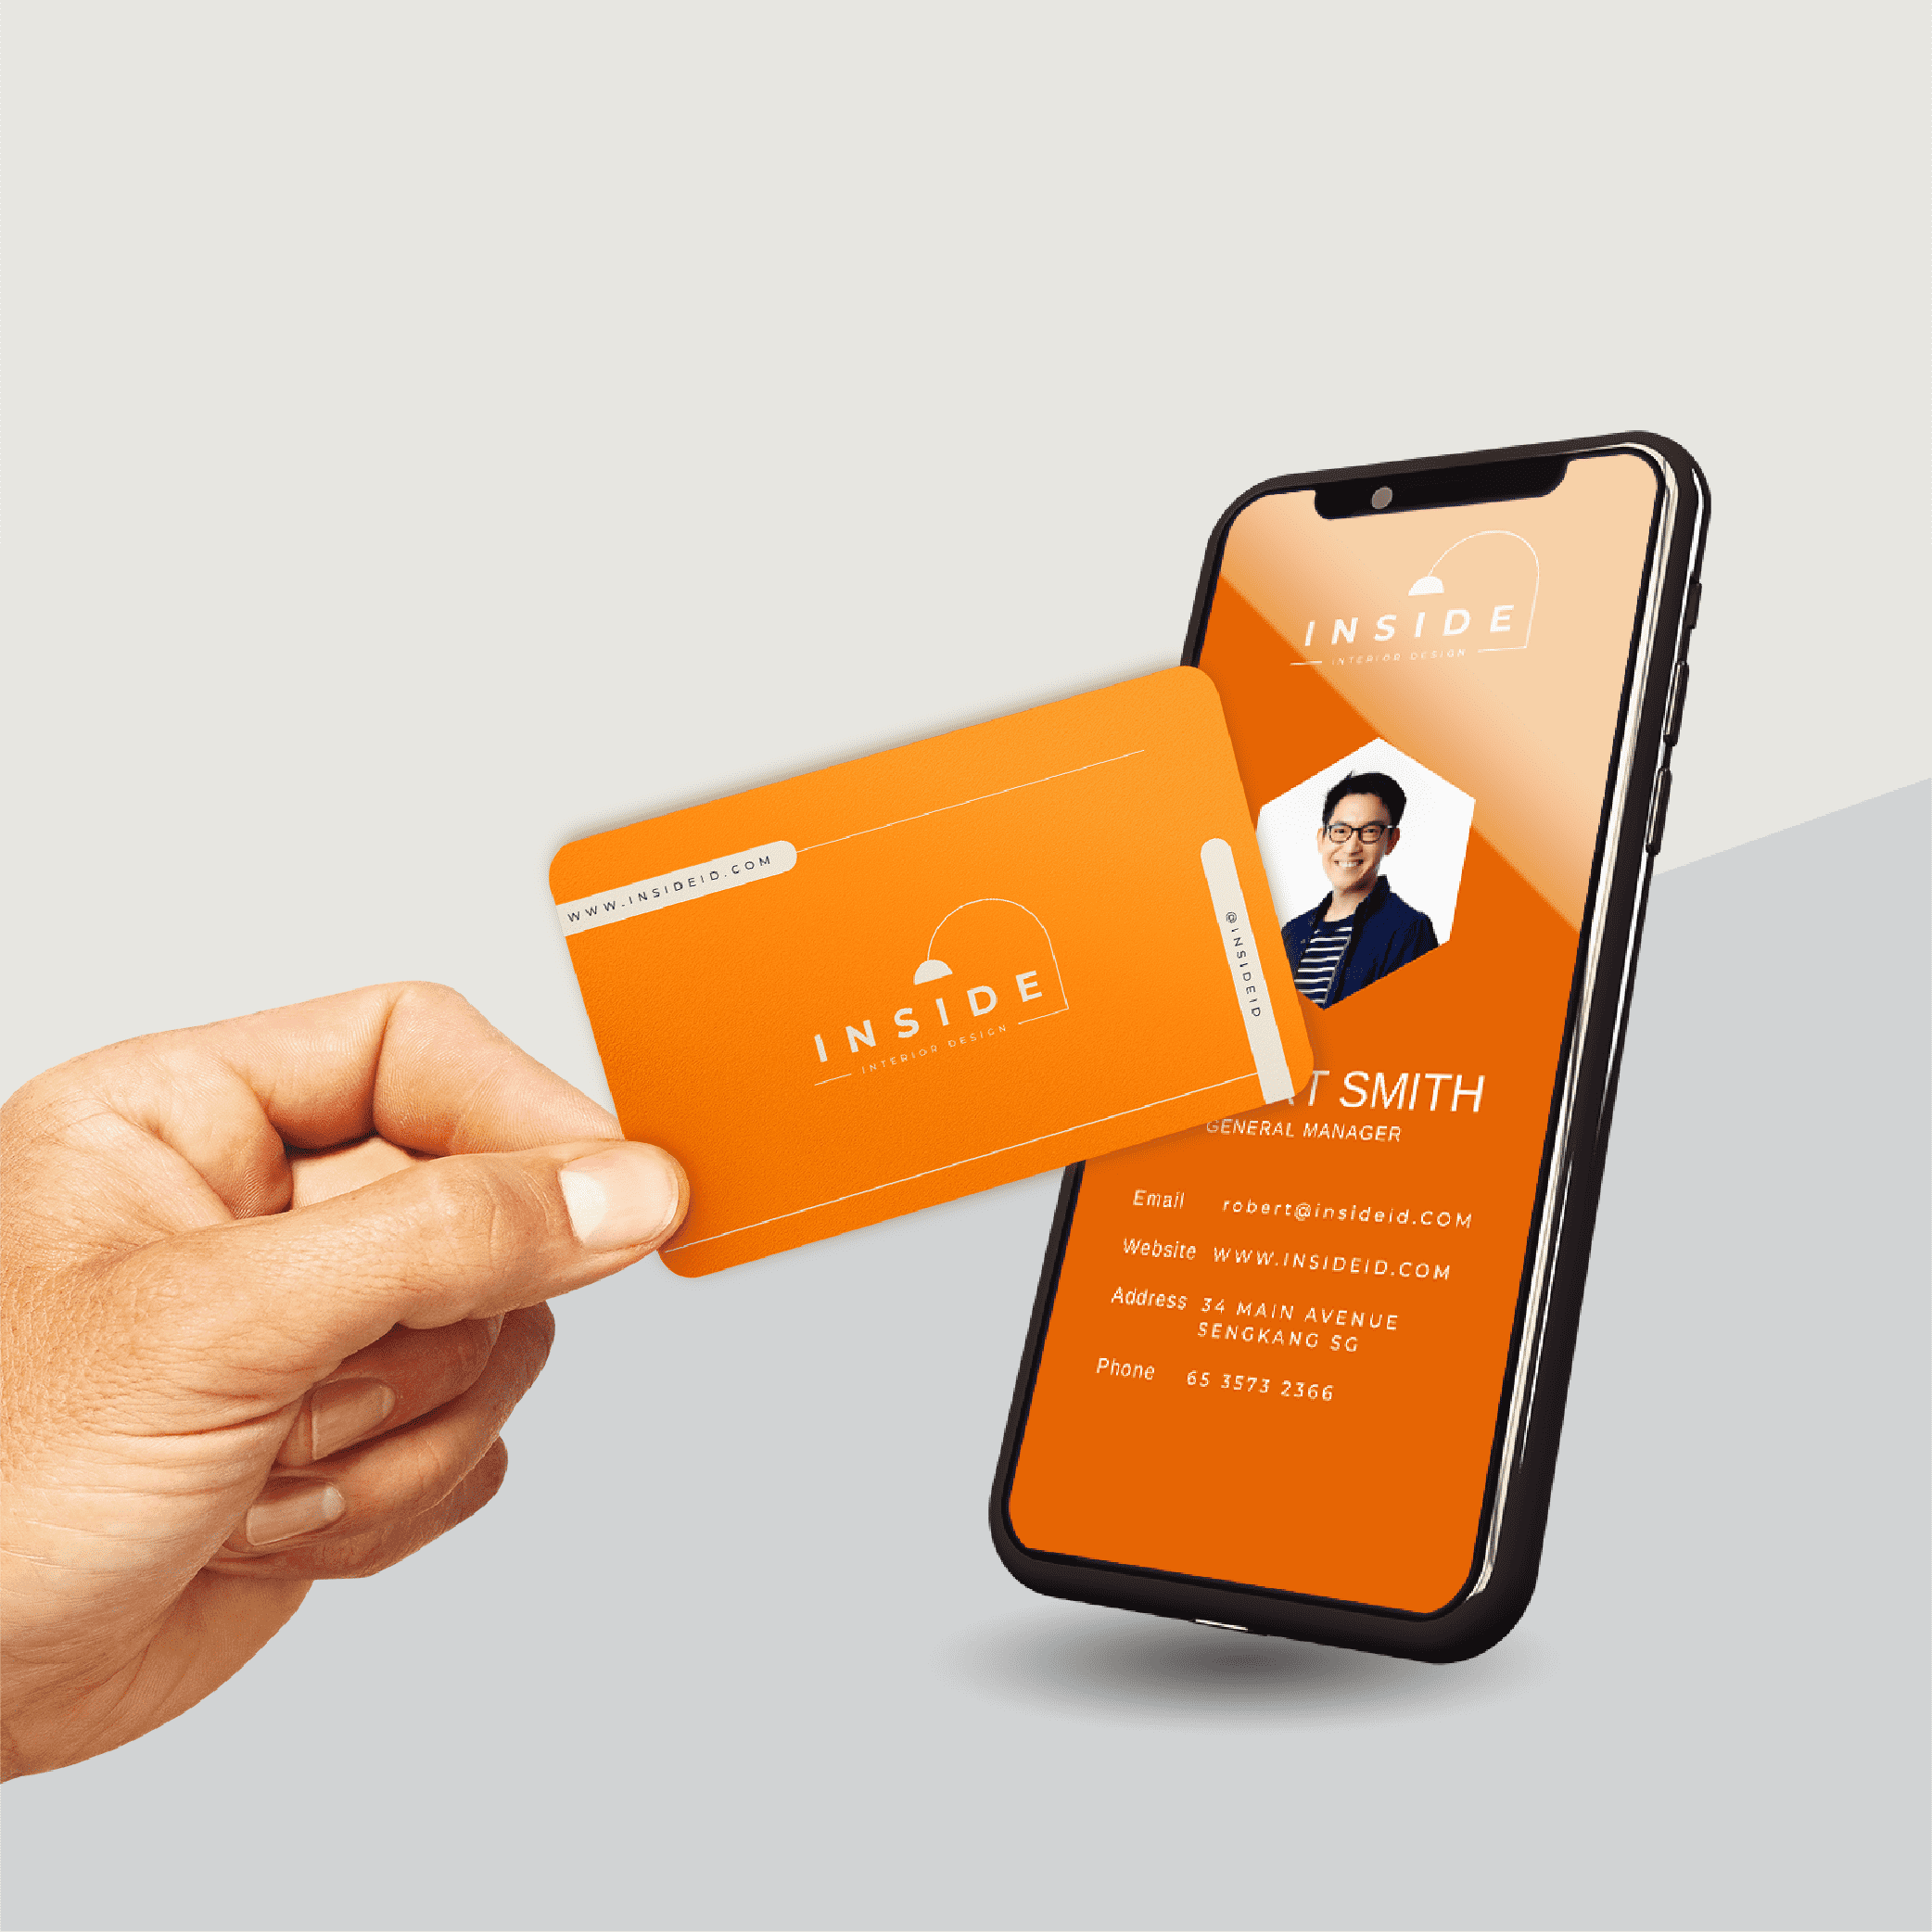 INSIDE
INTERIOR DESIGN
WWW.INSIDEID.COM
@INSIDEID
INSIDE
INTERIOR DESIGN
SMITH
GENERAL MANAGER
Email robert@insideid.COM
Website WWW.INSIDEID.COM
Address 34 MAIN AVENUE
SENGKANG SG
Phone 65 3573 2366